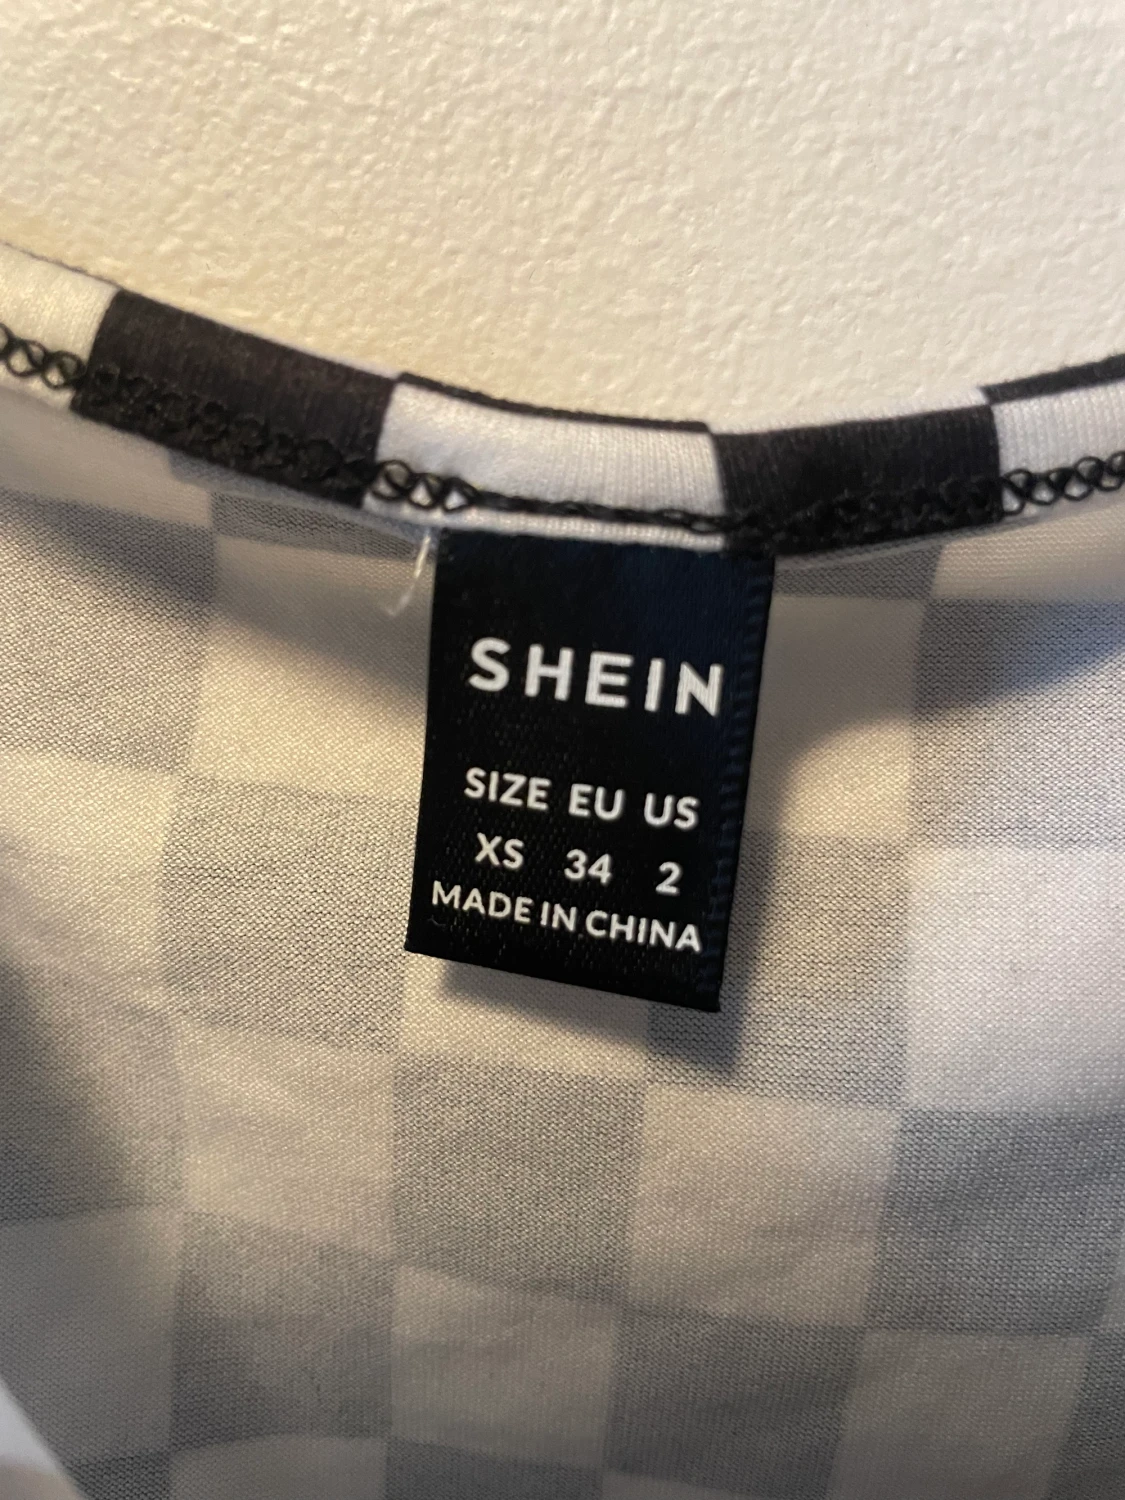 SHEIN
SIZE EU US
XS 34 2
MADE IN CHINA